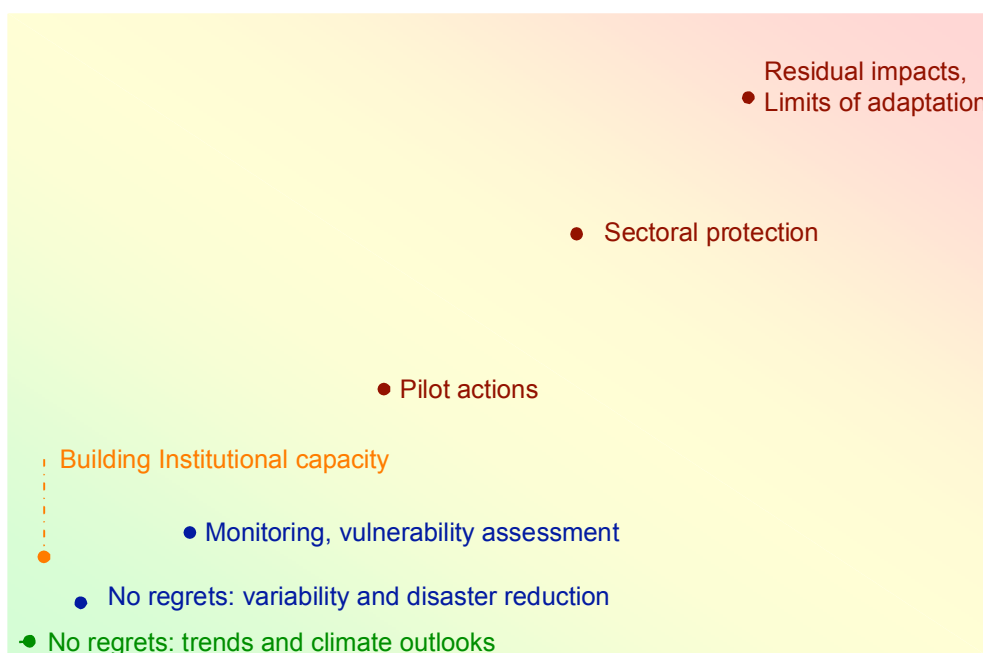 Residual impacts,
Limits of adaptation
Sectoral protection
Pilot actions
Building Institutional capacity
Monitoring, vulnerability assessment
No regrets: variability and disaster reduction
No regrets: trends and climate outlooks